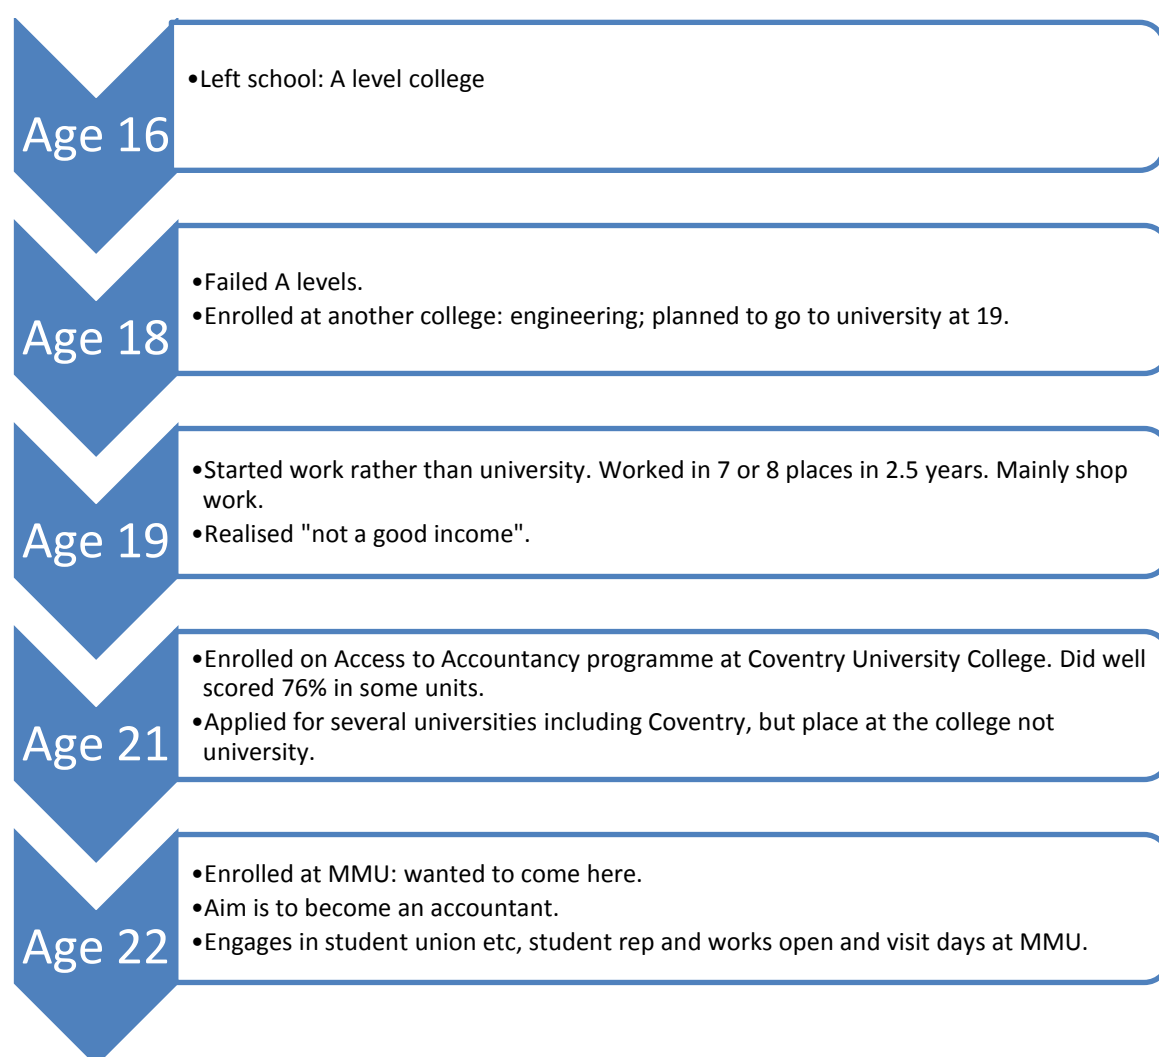 Age 16
•Left school: A level college
Age 18
•Failed A levels.
•Enrolled at another college: engineering; planned to go to university at 19.
Age 19
•Started work rather than university. Worked in 7 or 8 places in 2.5 years. Mainly shop
work.
•Realised "not a good income".
Age 21
•Enrolled on Access to Accountancy programme at Coventry University College. Did well
scored 76% in some units.
•Applied for several universities including Coventry, but place at the college not
university.
Age 22
•Enrolled at MMU: wanted to come here.
•Aim is to become an accountant.
•Engages in student union etc, student rep and works open and visit days at MMU.